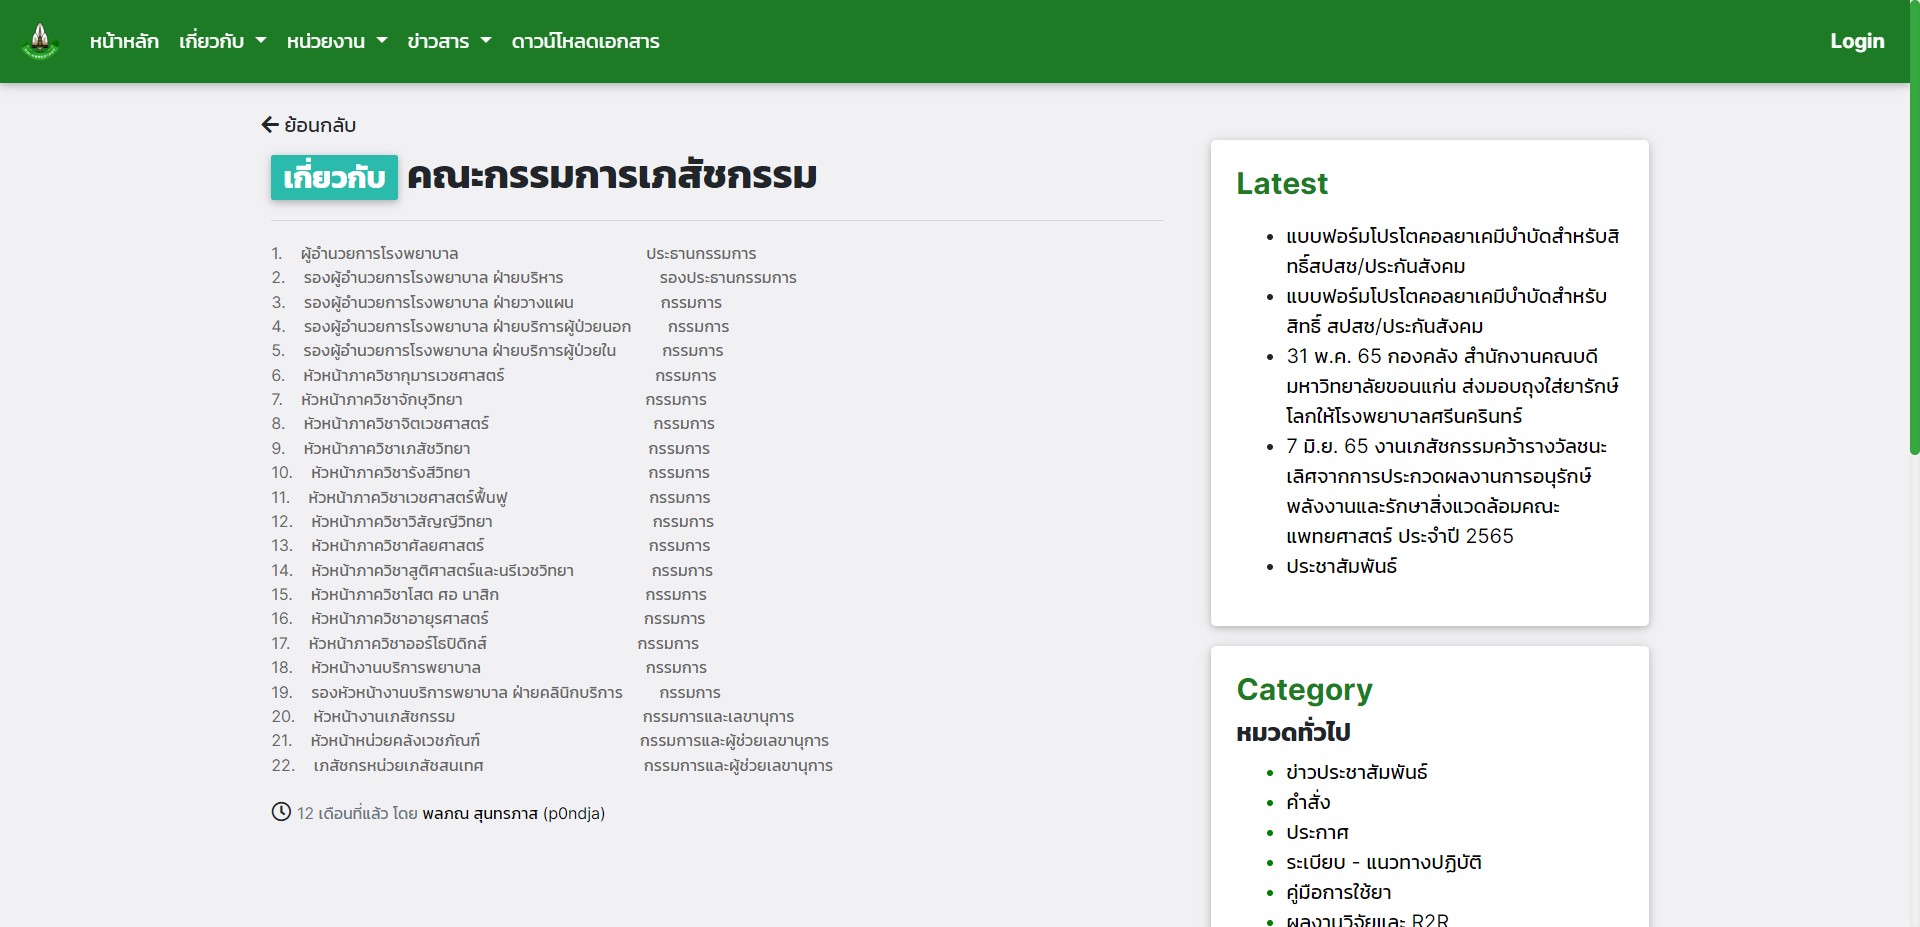 หน้าหลัก เกี่ยวกับ หน่วยงาน ข่าวสาร ดาวน์โหลดเอกสาร Login
ย้อนกลับ
เกี่ยวกับ คณะกรรมการเภสัชกรรม
1. ผู้อำนวยการโรงพยาบาล ประธานกรรมการ
2. รองผู้อำนวยการโรงพยาบาล ฝ่ายบริหาร รองประธานกรรมการ
3. รองผู้อำนวยการโรงพยาบาล ฝ่ายวางแผน กรรมการ
4. รองผู้อำนวยการโรงพยาบาล ฝ่ายบริการผู้ป่วยนอก กรรมการ
5. รองผู้อำนวยการโรงพยาบาล ฝ่ายบริการผู้ป่วยใน กรรมการ
6. หัวหน้าภาควิชากุมารเวชศาสตร์ กรรมการ
7. หัวหน้าภาควิชาจักษุวิทยา กรรมการ
8. หัวหน้าภาควิชาจิตเวชศาสตร์ กรรมการ
9. หัวหน้าภาควิชาเภสัชวิทยา กรรมการ
10. หัวหน้าภาควิชารังสีวิทยา กรรมการ
11. หัวหน้าภาควิชาเวชศาสตร์ฟื้นฟู กรรมการ
12. หัวหน้าภาควิชาวิสัญญีวิทยา กรรมการ
13. หัวหน้าภาควิชาศัลยศาสตร์ กรรมการ
14. หัวหน้าภาควิชาสูติศาสตร์และนรีเวชวิทยา กรรมการ
15. หัวหน้าภาควิชาโสต ศอ นาสิก กรรมการ
16. หัวหน้าภาควิชาอายุรศาสตร์ กรรมการ
17. หัวหน้าภาควิชาออร์โธปิดิกส์ กรรมการ
18. หัวหน้างานบริการพยาบาล กรรมการ
19. รองหัวหน้างานบริการพยาบาล ฝ่ายคลินิกบริการ กรรมการ
20. หัวหน้างานเภสัชกรรม กรรมการและเลขานุการ
21. หัวหน้าหน่วยคลังเวชภัณฑ์ กรรมการและผู้ช่วยเลขานุการ
22. เภสัชกรหน่วยเภสัชสนเทศ กรรมการและผู้ช่วยเลขานุการ
12 เดือนที่แล้ว โดย พลภณ สุนทรภาส (p0ndja)
Latest
แบบฟอร์มโปรโตคอลยาเคมีบำบัดสำหรับสิ
ทธิ์สปสช/ประกันสังคม
แบบฟอร์มโปรโตคอลยาเคมีบำบัดสำหรับ
สิทธิ์ สปสช/ประกันสังคม
31 พ.ค. 65 กองคลัง สำนักงานคณบดี
มหาวิทยาลัยขอนแก่น ส่งมอบถุงใส่ยารักษ์
โลกให้โรงพยาบาลศรีนครินทร์
7 มิ.ย. 65 งานเภสัชกรรมคว้ารางวัลชนะ
เลิศจากการประกวดผลงานการอนุรักษ์
พลังงานและรักษาสิ่งแวดล้อมคณะ
แพทยศาสตร์ ประจำปี 2565
ประชาสัมพันธ์
Category
หมวดทั่วไป
ข่าวประชาสัมพันธ์
คำสั่ง
ประกาศ
ระเบียบ - แนวทางปฏิบัติ
คู่มือการใช้ยา
ผลงานวิจัยและ R2R